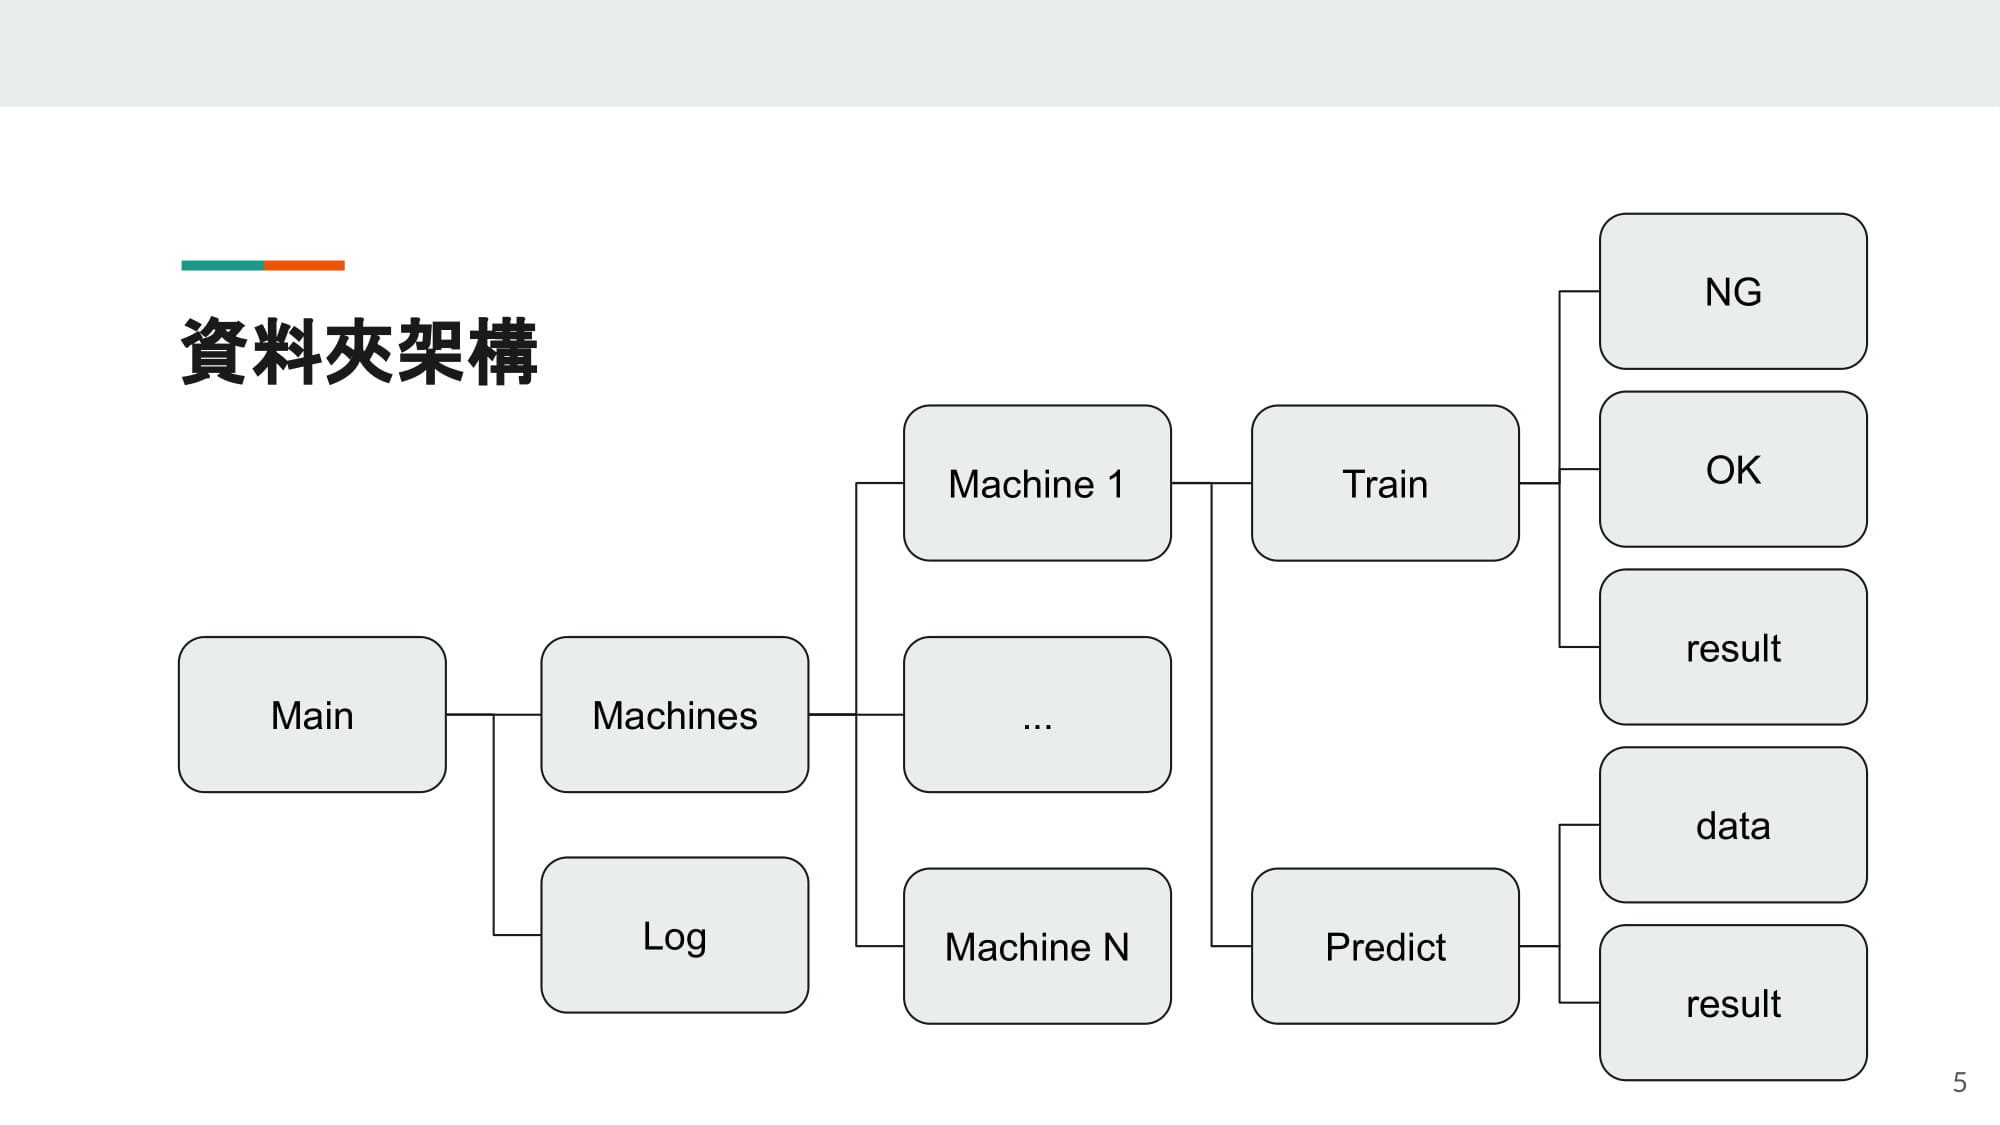 資料夾架構
Main
Machines
Log
Machine 1
...
Machine N
Train
Predict
NG
OK
result
data
result
5